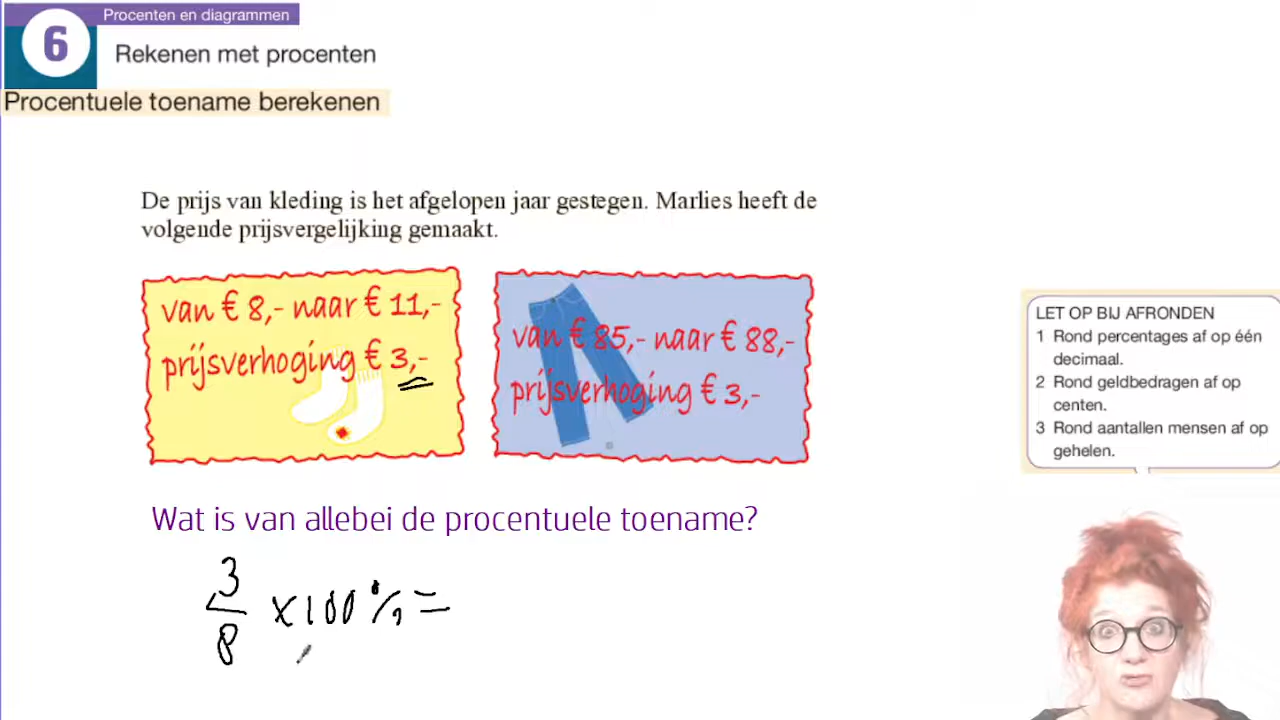 Procenten en diagrammen
6
Rekenen met procenten
Procentuele toename berekenen
De prijs van kleding is het afgelopen jaar gestegen. Marlies heeft de
volgende prijsvergelijking gemaakt.
van € 8,- naar € 11,-
prijsverhoging € 3,-
van € 85,- naar € 88,-
prijsverhoging € 3,-
LET OP BIJ AFRONDEN
1 Rond percentages af op één
decimaal.
2 Rond geldbedragen af op
centen.
3 Rond aantallen mensen af op
gehelen.
Wat is van allebei de procentuele toename?
3
8
x 100 % =